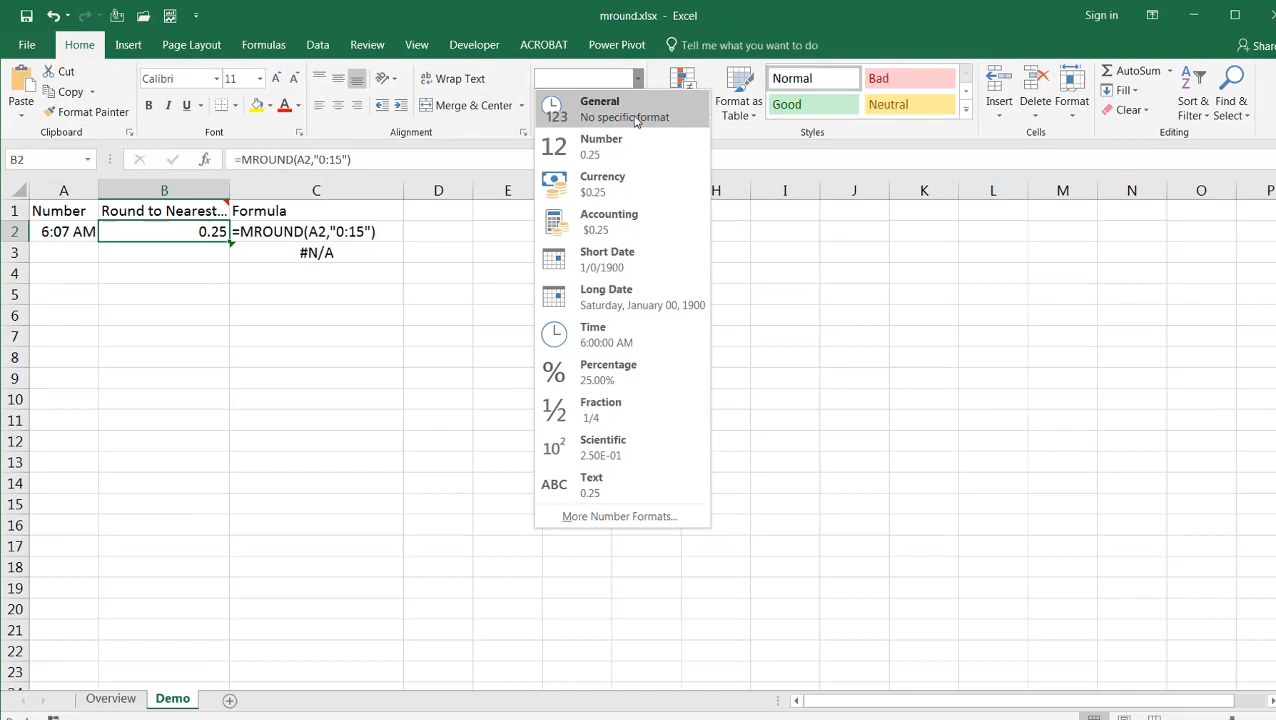 mround.xlsx - Excel
Sign in
File Home Insert Page Layout Formulas Data Review View Developer ACROBAT Power Pivot Tell me what you want to do Share
Paste
Cut
Copy
Format Painter
Clipboard
Calibri 11
B I U
Font
Wrap Text
Merge & Center
Alignment
Format as
Table
Normal Bad
Good Neutral
Styles
Insert Delete Format
Cells
AutoSum
Fill
Clear
Sort &
Filter
Find &
Select
Editing
B2 fx =MROUND(A2,"0:15")
A B C D E H I J K L M N O P
1 Number Round to Nearest... Formula
2 6:07 AM 0.25 =MROUND(A2,"0:15")
3 #N/A
4
5
6
7
8
9
10
11
12
13
14
15
16
17
18
19
20
21
22
23
123 General
No specific format
12 Number
0.25
Currency
$0.25
Accounting
$0.25
Short Date
1/0/1900
Long Date
Saturday, January 00, 1900
Time
6:00:00 AM
% Percentage
25.00%
½ Fraction
1/4
10² Scientific
2.50E-01
ABC Text
0.25
More Number Formats...
Overview Demo